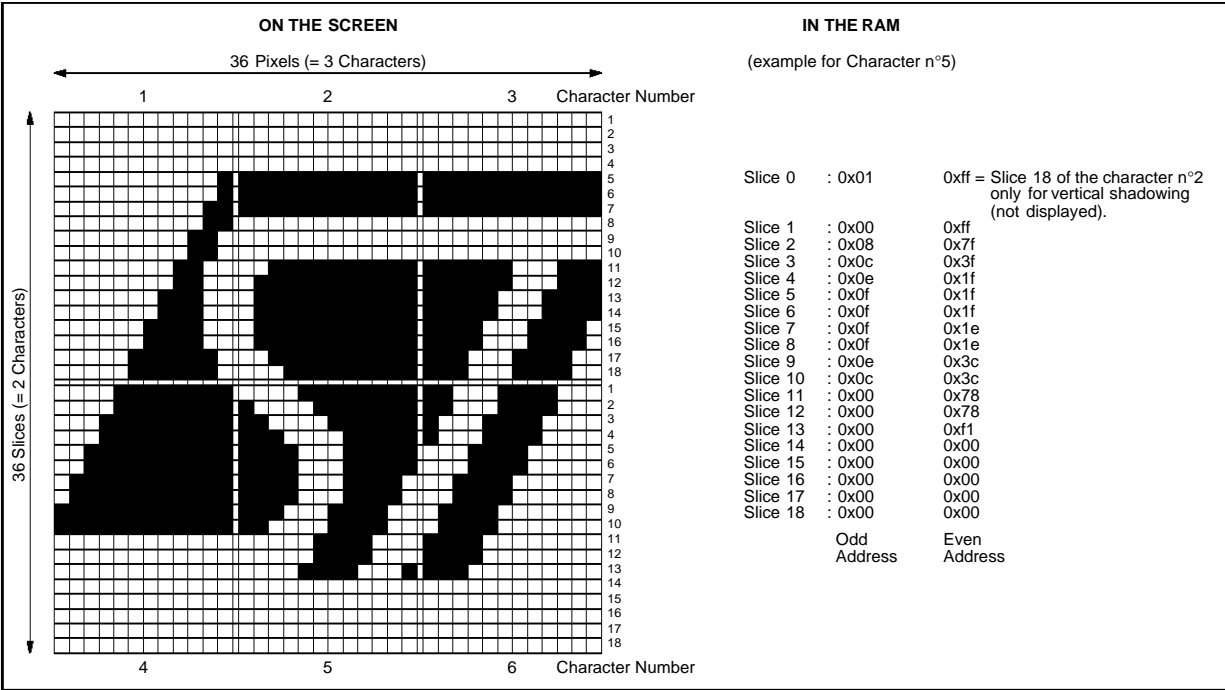 ON THE SCREEN
IN THE RAM
36 Pixels (= 3 Characters)
(example for Character n°5)
1 2 3 Character Number
36 Slices (= 2 Characters)
1
2
3
4
5
6
7
8
9
10
11
12
13
14
15
16
17
18
1
2
3
4
5
6
7
8
9
10
11
12
13
14
15
16
17
18
4 5 6 Character Number
Slice 0 : 0x01 0xff = Slice 18 of the character n°2
only for vertical shadowing
(not displayed).
Slice 1 : 0x00 0xff
Slice 2 : 0x08 0x7f
Slice 3 : 0x0c 0x3f
Slice 4 : 0x0e 0x1f
Slice 5 : 0x0f 0x1f
Slice 6 : 0x0f 0x1f
Slice 7 : 0x0f 0x1e
Slice 8 : 0x0f 0x1e
Slice 9 : 0x0e 0x3c
Slice 10 : 0x0c 0x3c
Slice 11 : 0x00 0x78
Slice 12 : 0x00 0x78
Slice 13 : 0x00 0xf1
Slice 14 : 0x00 0x00
Slice 15 : 0x00 0x00
Slice 16 : 0x00 0x00
Slice 17 : 0x00 0x00
Slice 18 : 0x00 0x00
Odd Even
Address Address